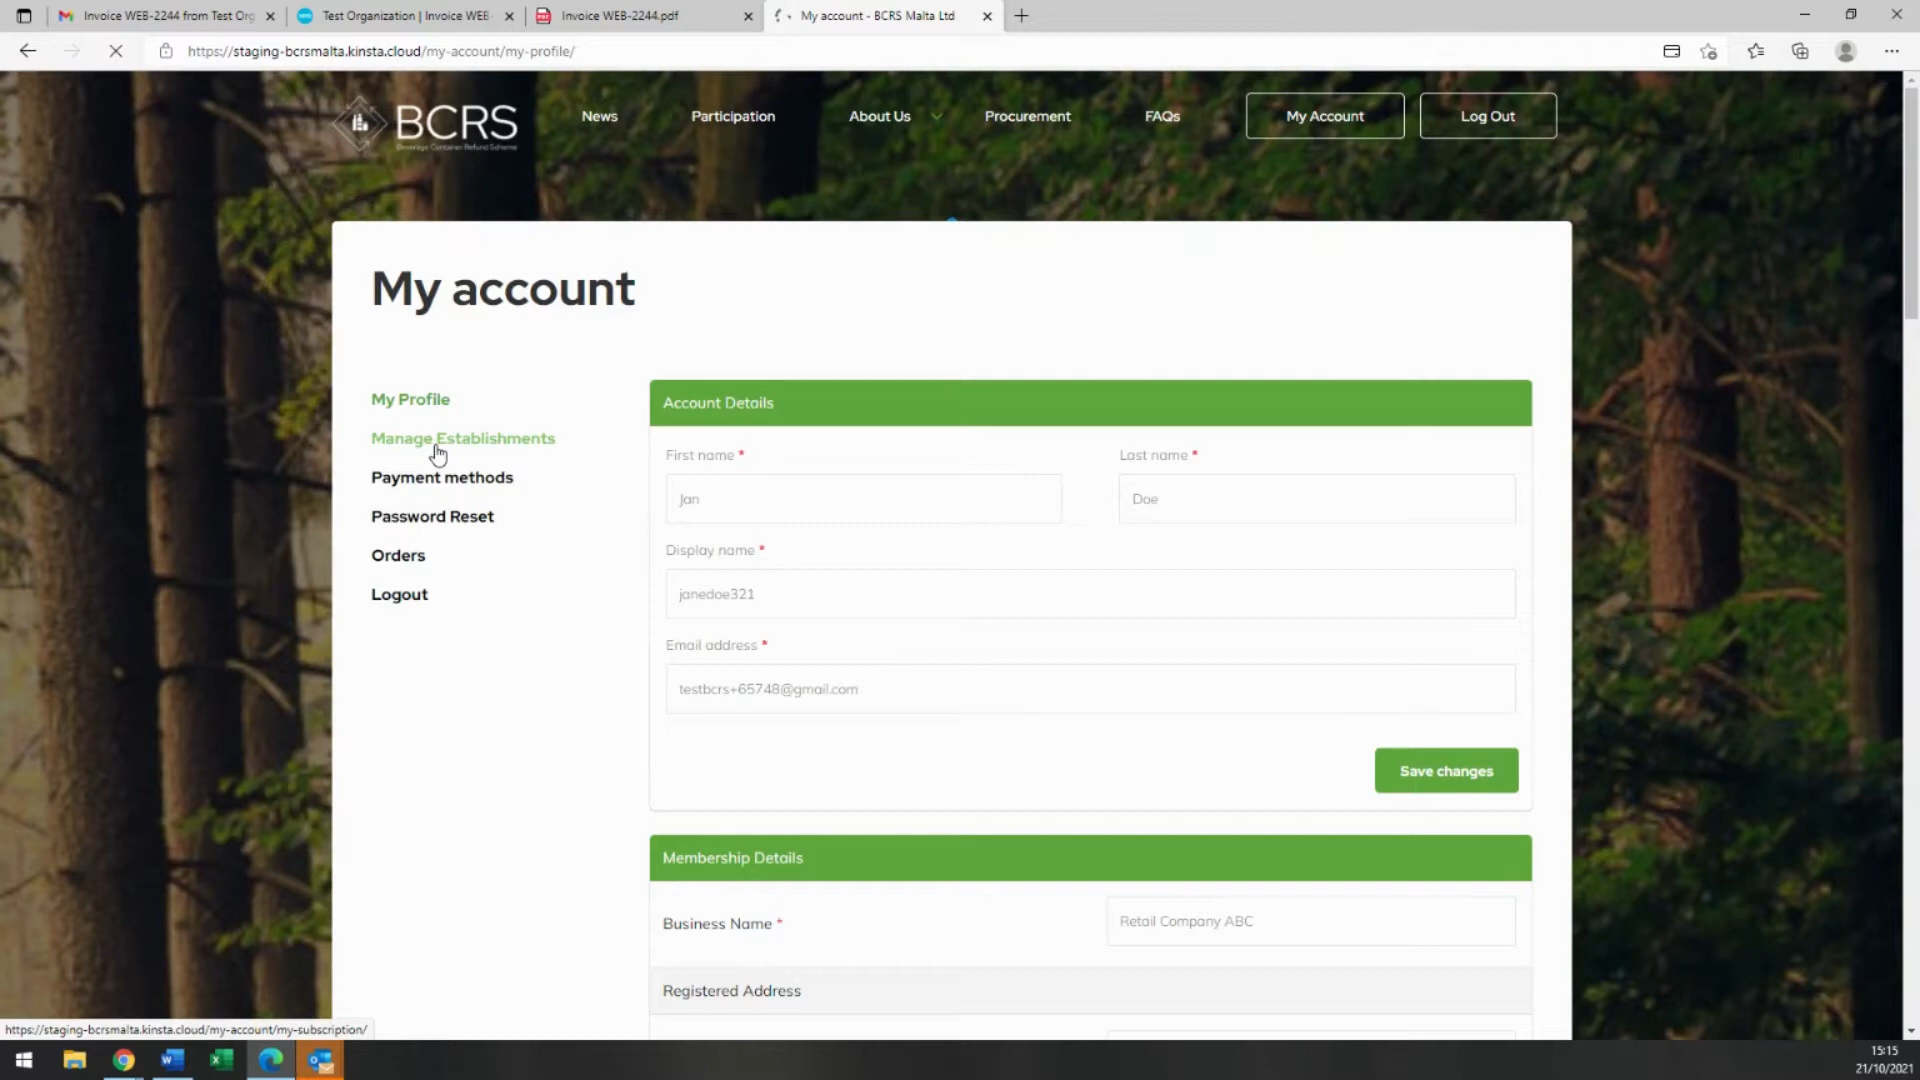 Invoice WEB-2244 from Test Org
Test Organization | Invoice WEB-
Invoice WEB-2244.pdf
My account - BCRS Malta Ltd
https://staging-bcrsmalta.kinsta.cloud/my-account/my-profile/
BCRS
Beverage Container Refund Scheme
News
Participation
About Us
Procurement
FAQs
My Account
Log Out
My account
My Profile
Manage Establishments
Payment methods
Password Reset
Orders
Logout
Account Details
First name *
Last name *
Jan
Doe
Display name *
janedoe321
Email address *
testbcrs+65748@gmail.com
Save changes
Membership Details
Business Name *
Retail Company ABC
Registered Address
https://staging-bcrsmalta.kinsta.cloud/my-account/my-subscription/
15:15
21/10/2021